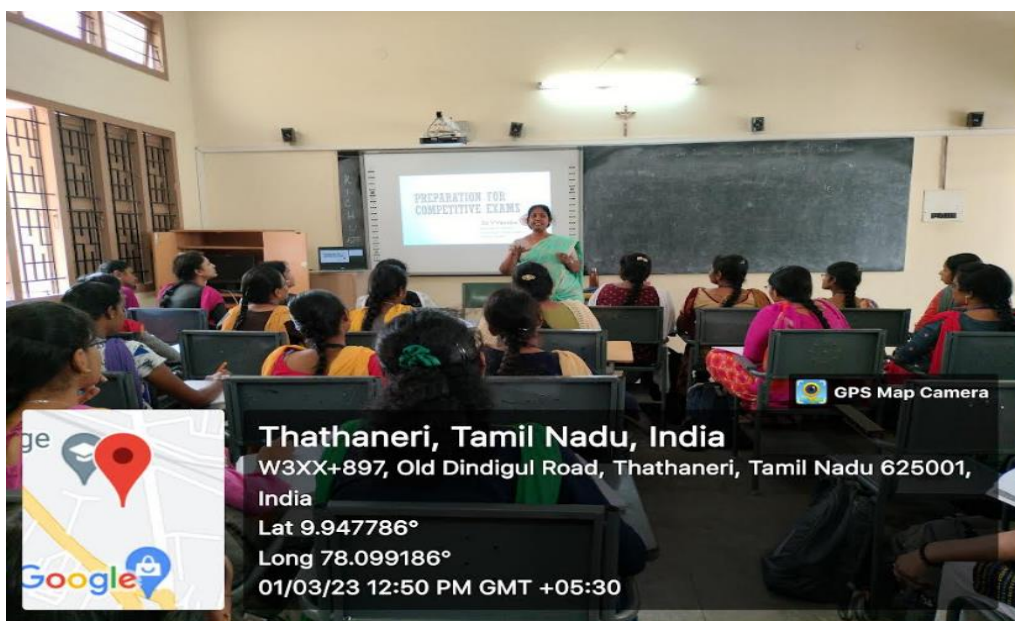 PREPARATION FOR
COMPETITIVE EXAMS
GPS Map Camera
ge
Google
Thathaneri, Tamil Nadu, India
W3XX+897, Old Dindigul Road, Thathaneri, Tamil Nadu 625001,
India
Lat 9.947786°
Long 78.099186°
01/03/23 12:50 PM GMT +05:30